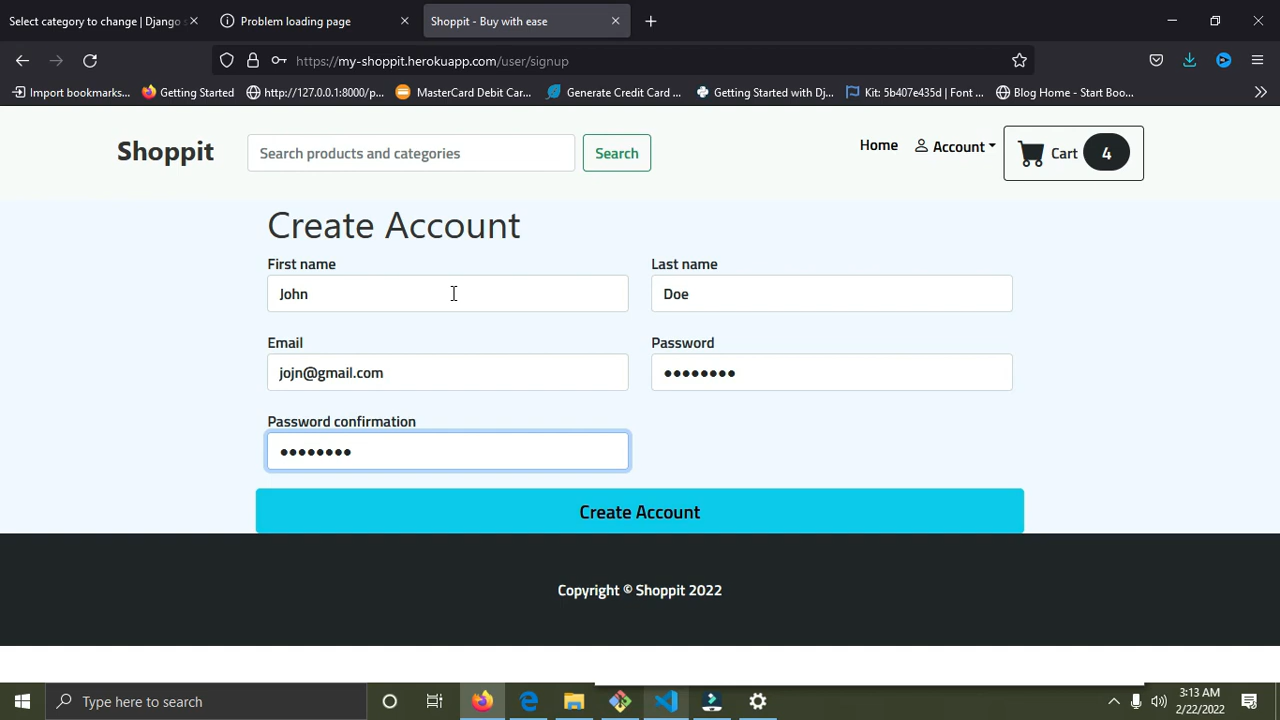 Select category to change | Django s
Problem loading page
Shoppit - Buy with ease
https://my-shoppit.herokuapp.com/user/signup
Import bookmarks...
Getting Started
http://127.0.0.1:8000/p...
MasterCard Debit Car...
Generate Credit Card ...
Getting Started with Dj...
Kit: 5b407e435d | Font ...
Blog Home - Start Boo...
Shoppit
Search products and categories
Search
Home
Account
Cart 4
Create Account
First name
Last name
John
Doe
Email
Password
jojn@gmail.com
••••••••
Password confirmation
••••••••
Create Account
Copyright © Shoppit 2022
Type here to search
3:13 AM
2/22/2022